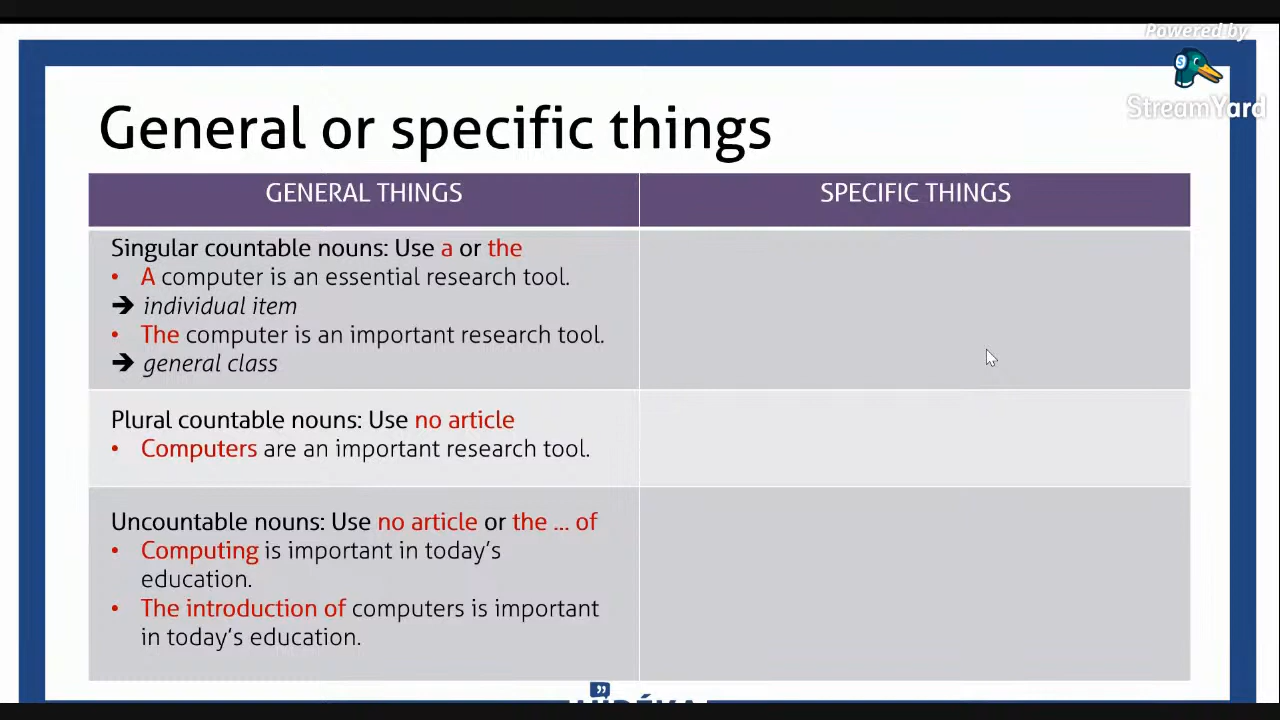 Powered by
StreamYard
General or specific things
GENERAL THINGS
SPECIFIC THINGS
Singular countable nouns: Use a or the
• A computer is an essential research tool.
➔ individual item
• The computer is an important research tool.
➔ general class
Plural countable nouns: Use no article
• Computers are an important research tool.
Uncountable nouns: Use no article or the ... of
• Computing is important in today’s
education.
• The introduction of computers is important
in today’s education.